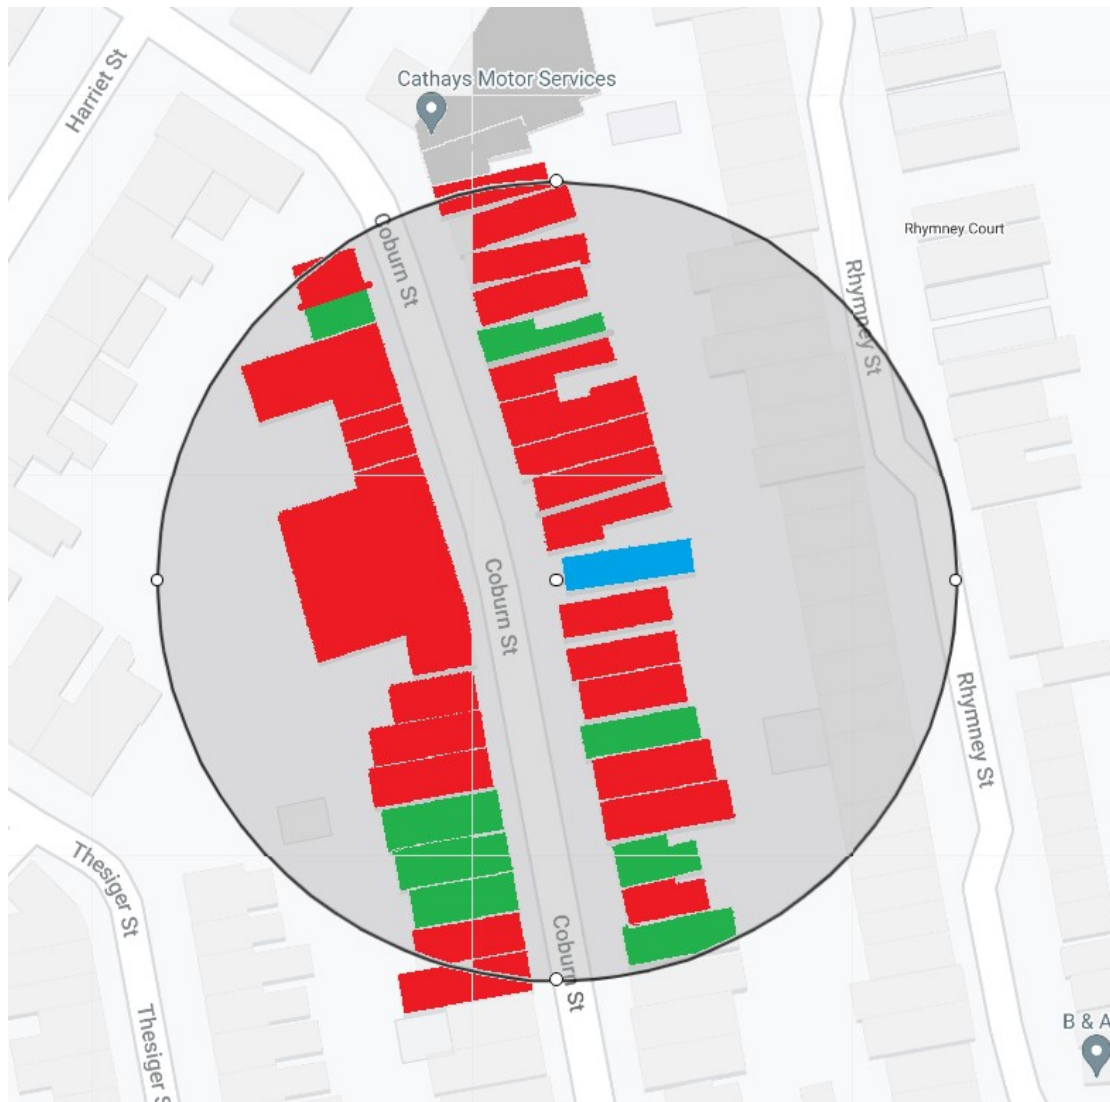 Harriet St
Cathays Motor Services
Coburn St
Rhymney Court
Rhymney St
Coburn St
Rhymney St
Thesiger St
Coburn St
Thesiger S
B & A